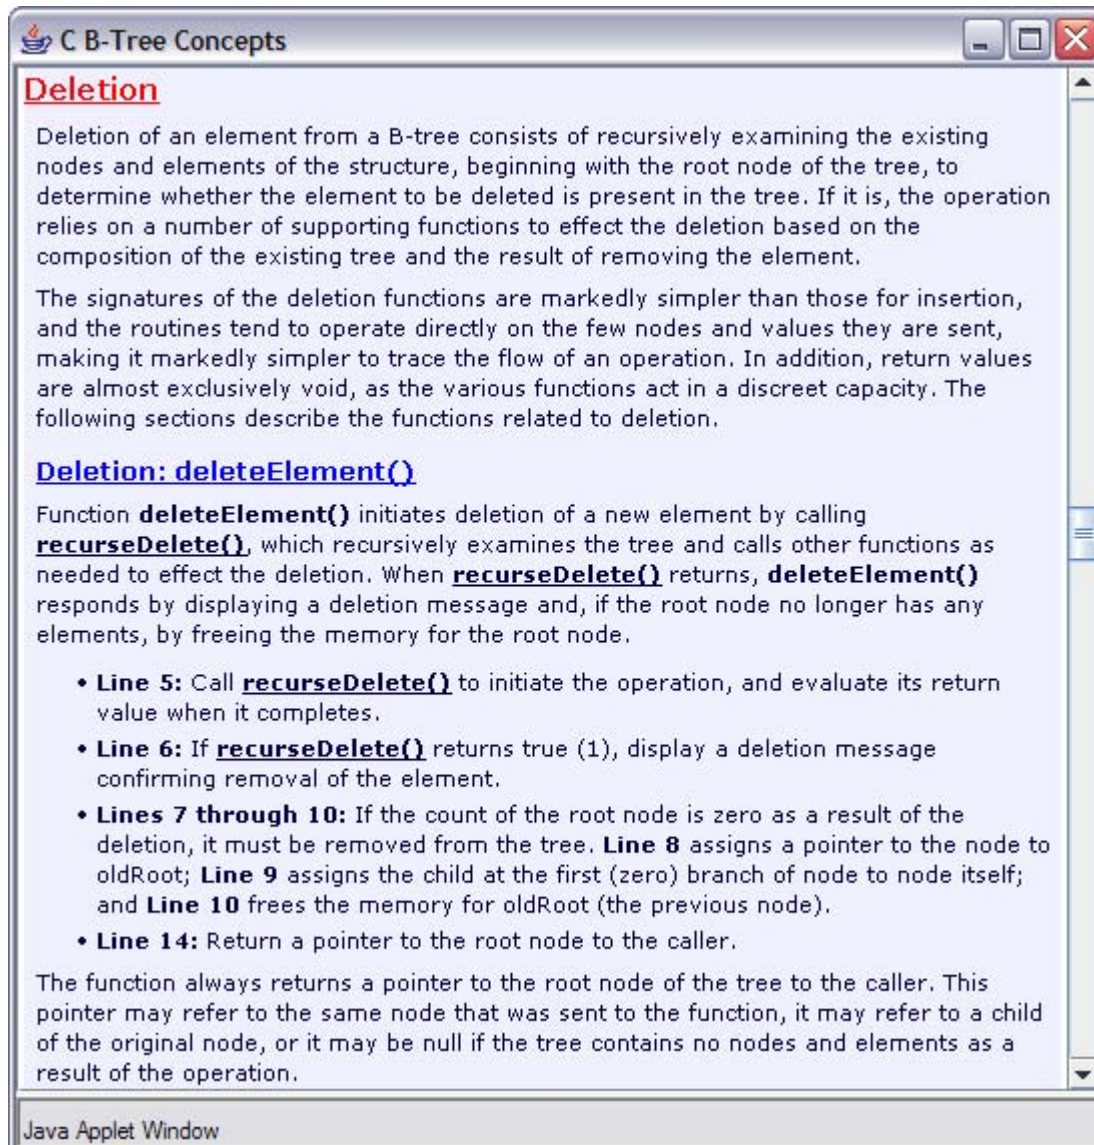 C B-Tree Concepts
Deletion
Deletion of an element from a B-tree consists of recursively examining the existing
nodes and elements of the structure, beginning with the root node of the tree, to
determine whether the element to be deleted is present in the tree. If it is, the operation
relies on a number of supporting functions to effect the deletion based on the
composition of the existing tree and the result of removing the element.
The signatures of the deletion functions are markedly simpler than those for insertion,
and the routines tend to operate directly on the few nodes and values they are sent,
making it markedly simpler to trace the flow of an operation. In addition, return values
are almost exclusively void, as the various functions act in a discreet capacity. The
following sections describe the functions related to deletion.
Deletion: deleteElement()
Function deleteElement() initiates deletion of a new element by calling
recurseDelete(), which recursively examines the tree and calls other functions as
needed to effect the deletion. When recurseDelete() returns, deleteElement()
responds by displaying a deletion message and, if the root node no longer has any
elements, by freeing the memory for the root node.
• Line 5: Call recurseDelete() to initiate the operation, and evaluate its return
value when it completes.
• Line 6: If recurseDelete() returns true (1), display a deletion message
confirming removal of the element.
• Lines 7 through 10: If the count of the root node is zero as a result of the
deletion, it must be removed from the tree. Line 8 assigns a pointer to the node to
oldRoot; Line 9 assigns the child at the first (zero) branch of node to node itself;
and Line 10 frees the memory for oldRoot (the previous node).
• Line 14: Return a pointer to the root node to the caller.
The function always returns a pointer to the root node of the tree to the caller. This
pointer may refer to the same node that was sent to the function, it may refer to a child
of the original node, or it may be null if the tree contains no nodes and elements as a
result of the operation.
Java Applet Window